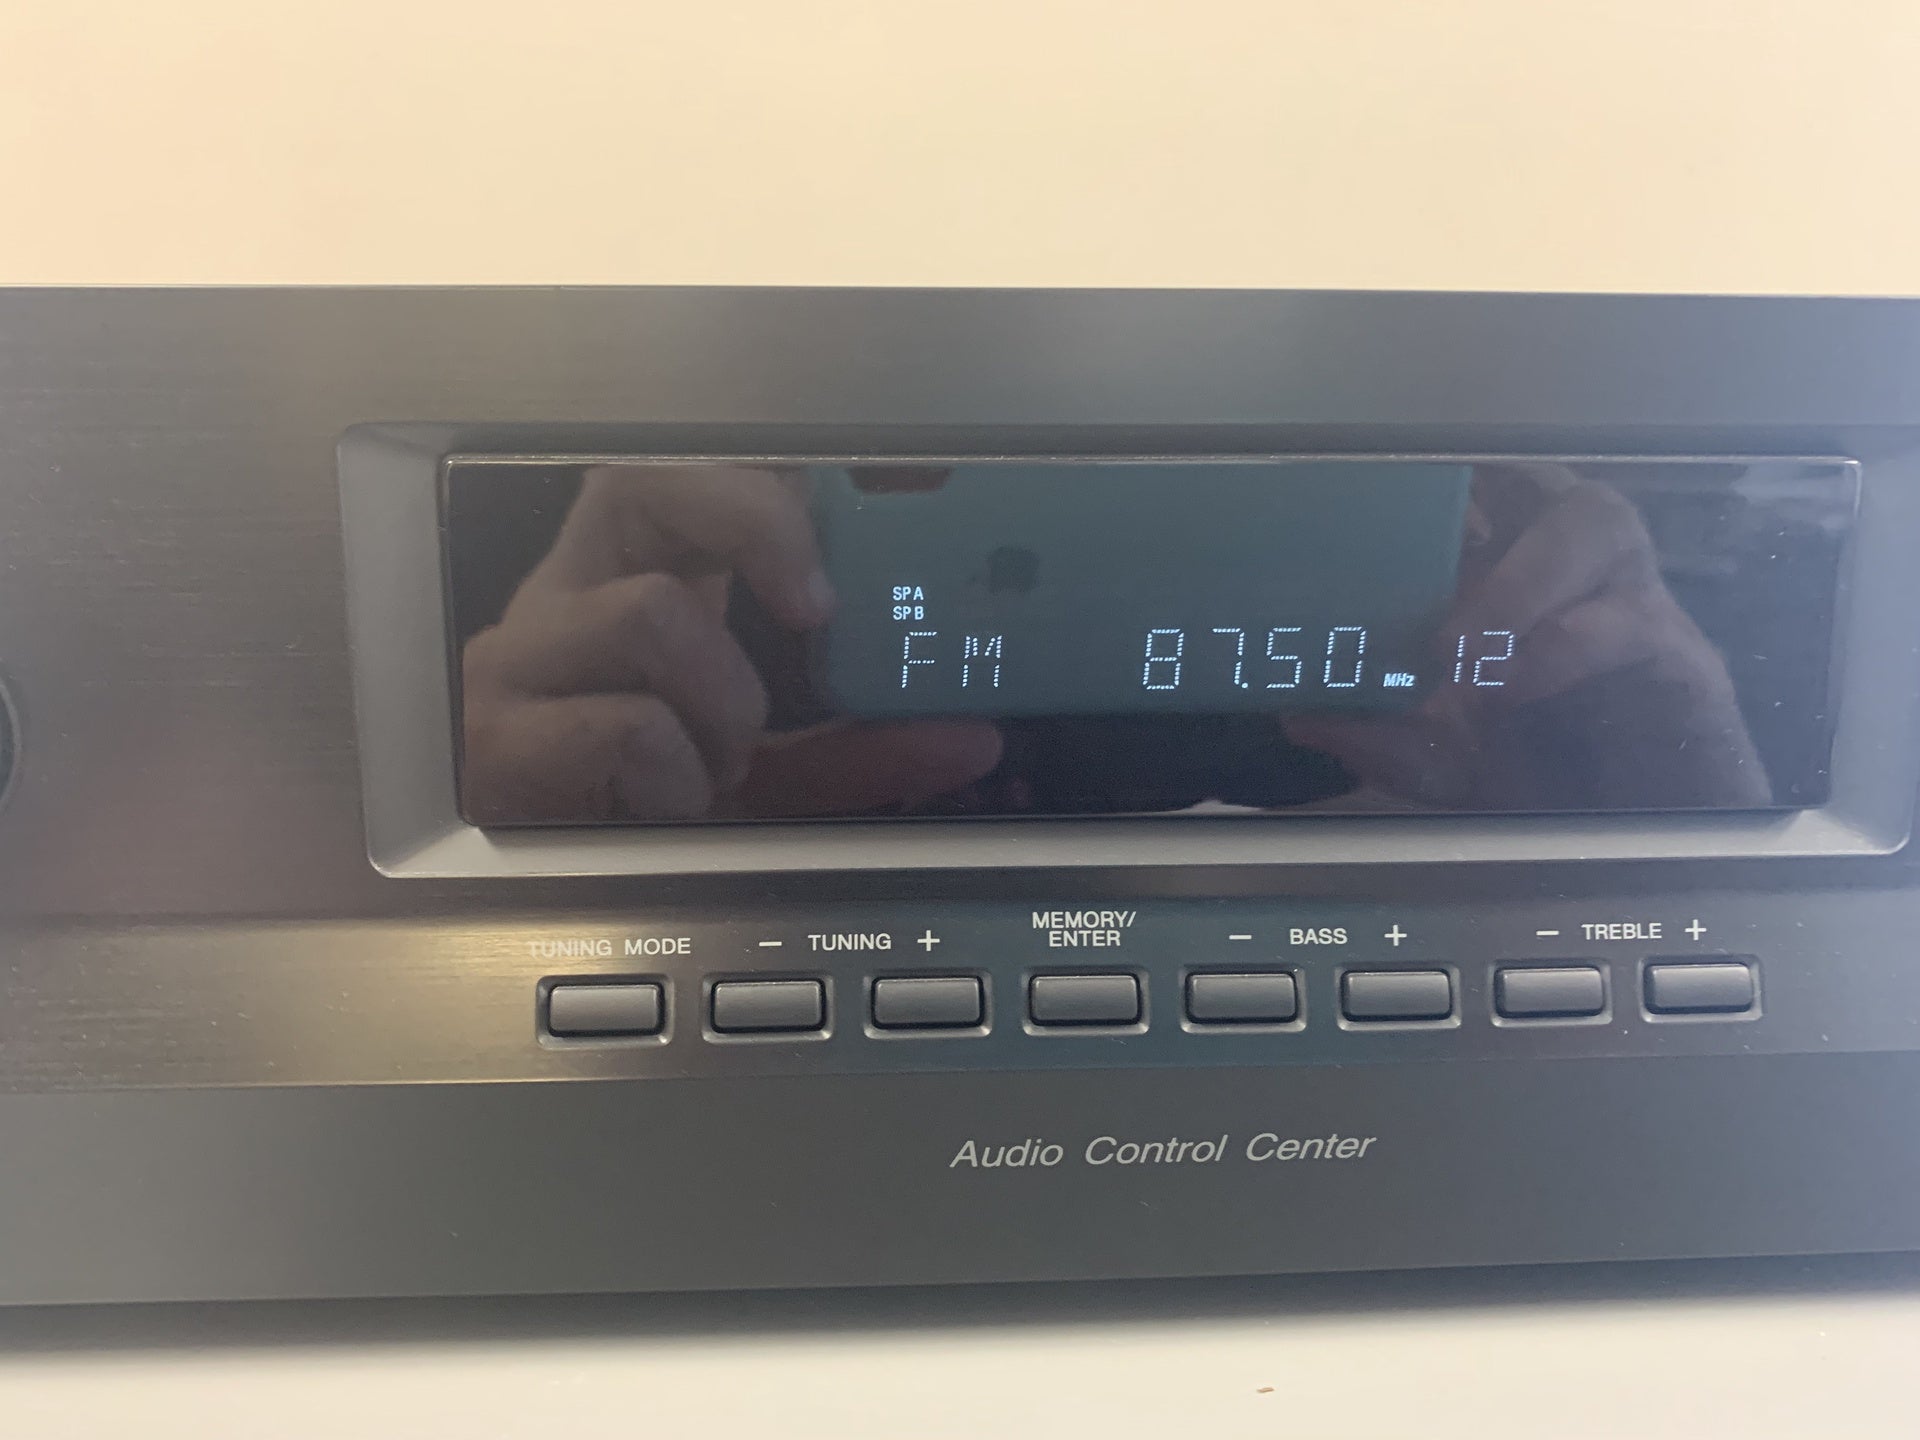 SP A
SP B
FM 87.50 MHz 12
TUNING MODE − TUNING + MEMORY/ENTER − BASS + − TREBLE +
Audio Control Center